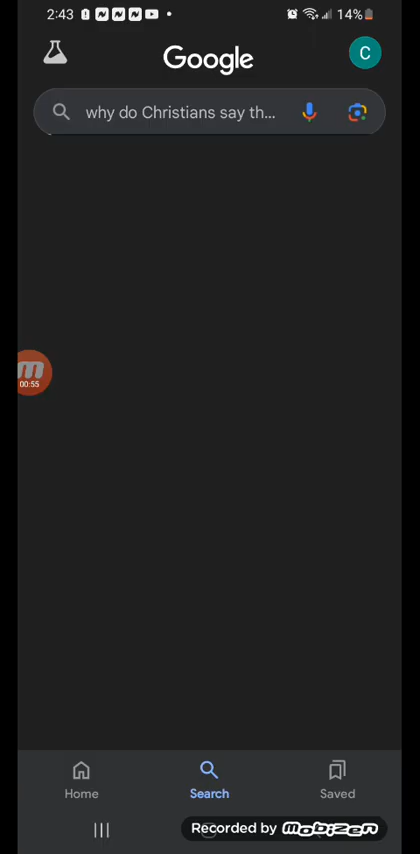 2:43 14%
Google
C
why do Christians say th...
00:55
Home Search Saved
Recorded by mobizen